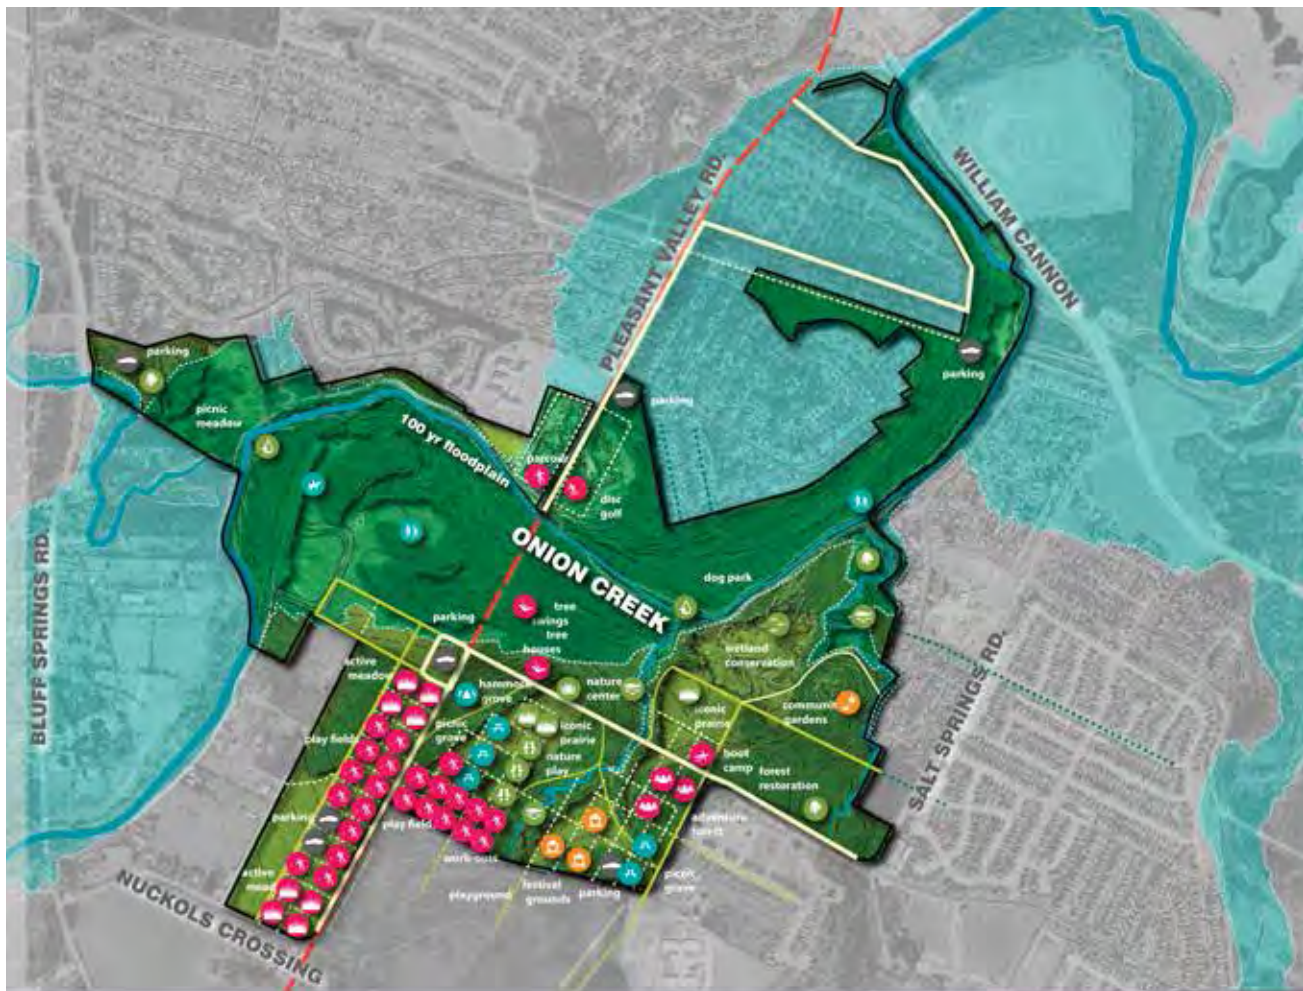 PLEASANT VALLEY RD.
WILLIAM CANNON
parking
picnic
meadow
parking
parking
100 yr floodplain
parcour
disc
golf
BLUFF SPRINGS RD.
ONION CREEK
dog park
tree
swings
tree
houses
parking
wetland
conservation
active
meadow
hammock
grove
nature
center
iconic
prairie
community
gardens
SALT SPRINGS RD.
picnic
grove
iconic
prairie
play field
nature
play
boot
camp
forest
restoration
parking
play field
adventure
work-outs
active
playground
festival
grounds
parking
picnic
grove
NUCKOLS CROSSING